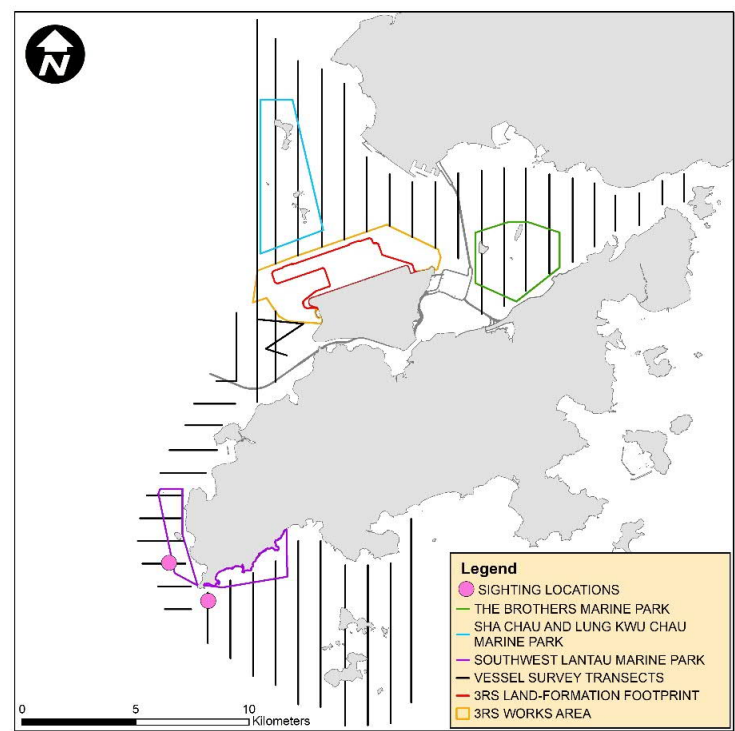 N
Legend
SIGHTING LOCATIONS
THE BROTHERS MARINE PARK
SHA CHAU AND LUNG KWU CHAU
MARINE PARK
SOUTHWEST LANTAU MARINE PARK
VESSEL SURVEY TRANSECTS
3RS LAND-FORMATION FOOTPRINT
3RS WORKS AREA
0 5 10
Kilometers